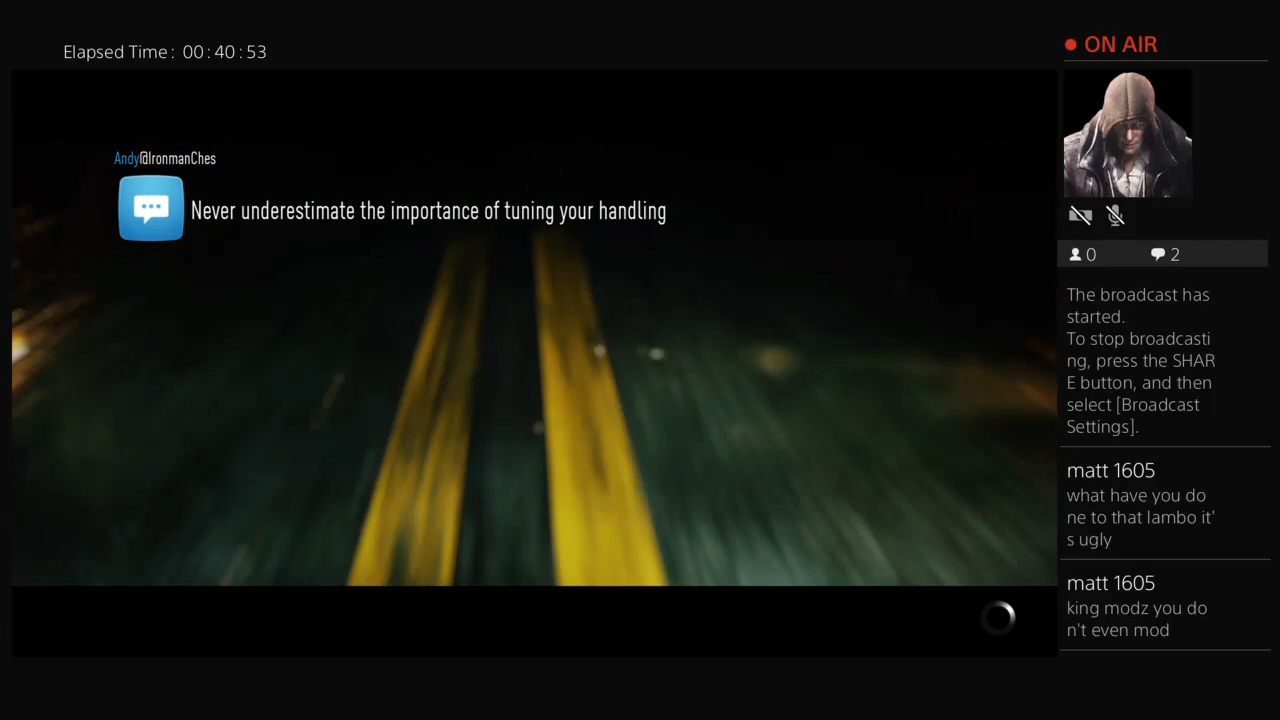 Elapsed Time: 00:40:53
ON AIR
Andy@IronmanChes
Never underestimate the importance of tuning your handling
0 2
The broadcast has
started.
To stop broadcasti
ng, press the SHAR
E button, and then
select [Broadcast
Settings].
matt 1605
what have you do
ne to that lambo it'
s ugly
matt 1605
king modz you do
n't even mod